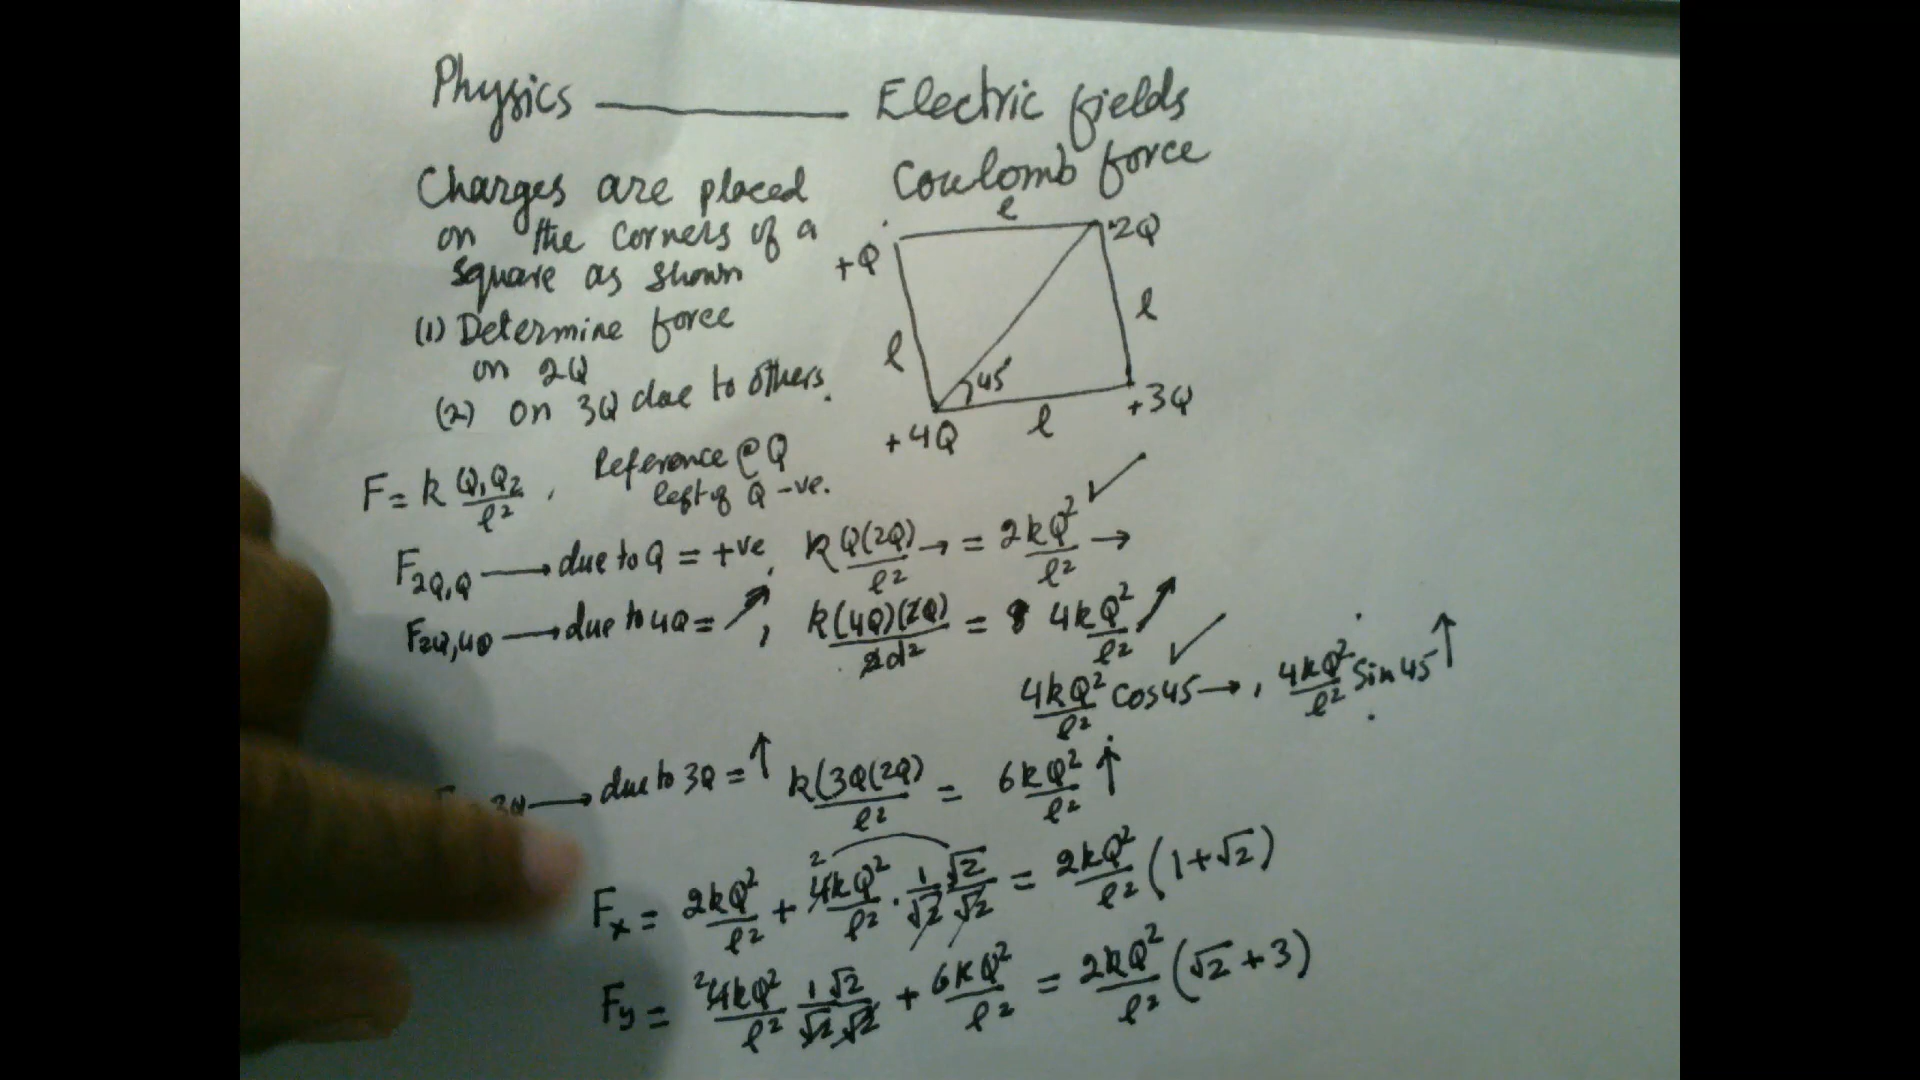 Physics ——— Electric fields
Coulomb force
Charges are placed
on the corners of a
square as shown
(1) Determine force
on 2Q
(2) on 3Q due to others.
l
+Q
2Q
l
l
45°
+4Q
l
+3Q
F = k Q₁Q₂/l² , Reference @ Q
left of Q -ve.
F2Q,Q → due to Q = +ve, k Q(2Q)/l² → = 2kQ²/l² →
F2Q,4Q → due to 4Q = ↗, k(4Q)(2Q)/2d² = 4kQ²/l² ↗
4kQ²/l² cos45 → , 4kQ²/l² sin45 ↑
3Q → due to 3Q = ↑ k(3Q(2Q)/l² = 6kQ²/l² ↑
Fx = 2kQ²/l² + 2 4kQ²/l² · 1/√2 √2/√2 = 2kQ²/l² (1+√2)
Fy = 2 4kQ²/l² 1/√2 √2/√2 + 6kQ²/l² = 2kQ²/l² (√2 + 3)